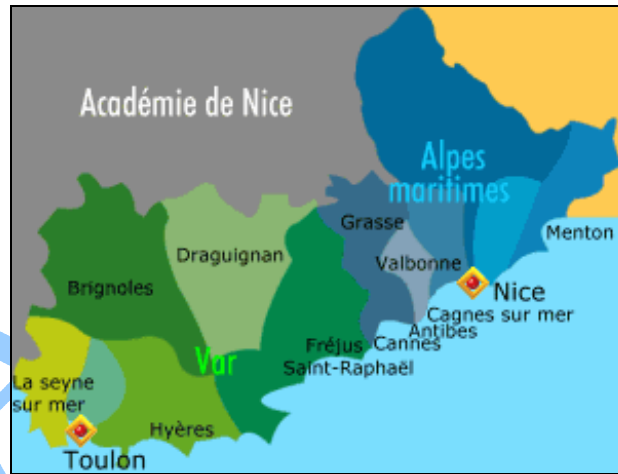 Académie de Nice
Alpes
maritimes
Grasse
Menton
Draguignan
Valbonne
Brignoles
Nice
Cagnes sur mer
Antibes
Fréjus
Cannes
Var
Saint-Raphaël
La seyne
sur mer
Hyères
Toulon